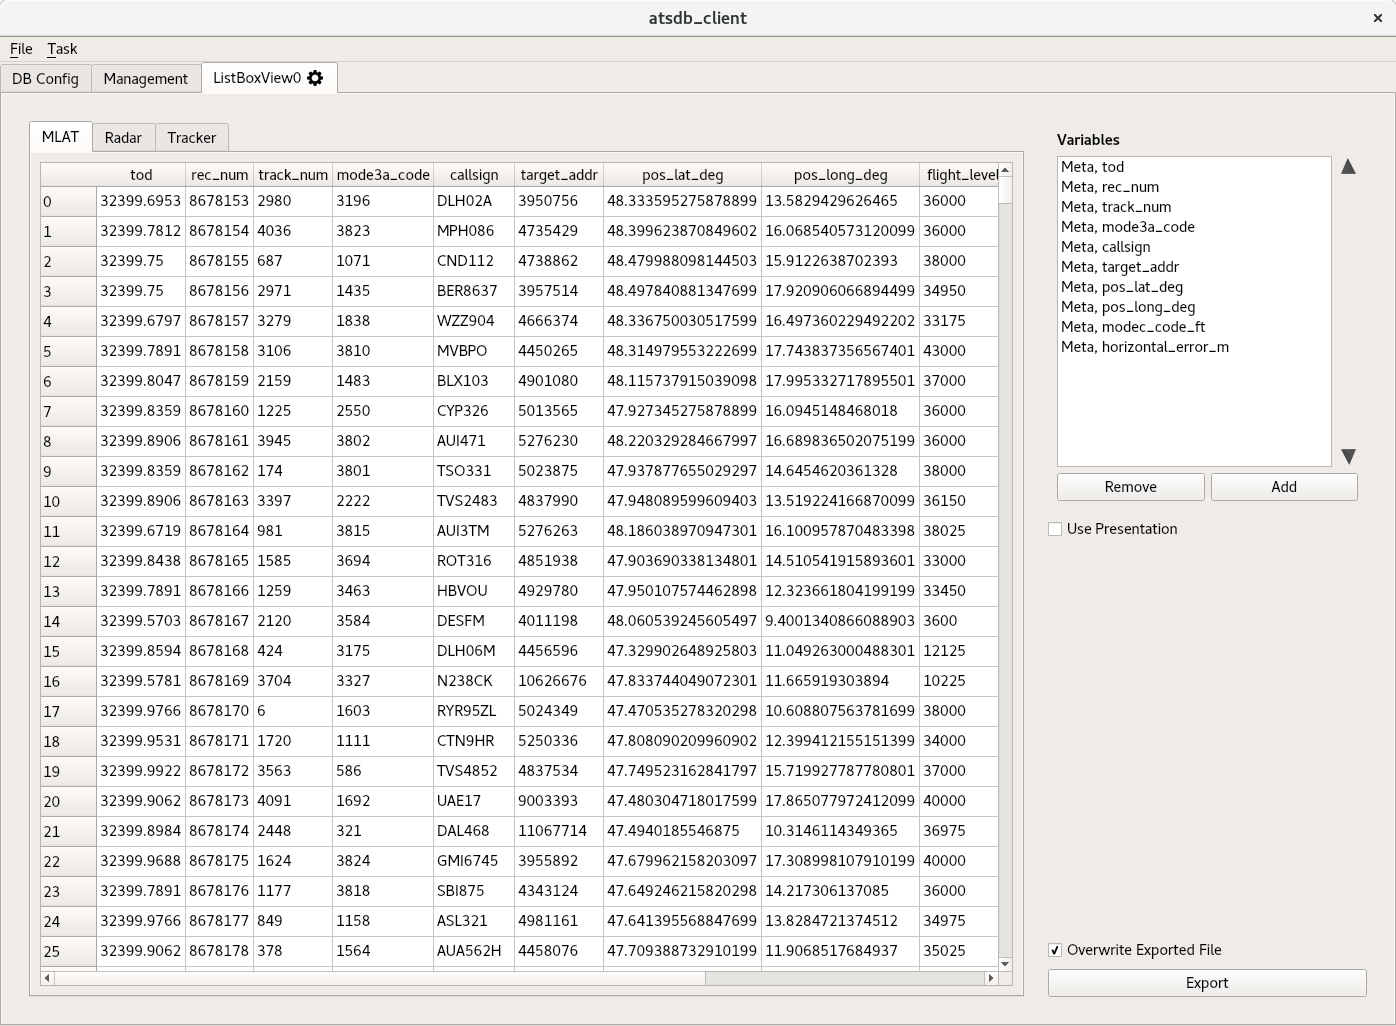 atsdb_client
File Task
DB Config Management ListBoxView0
MLAT Radar Tracker
tod rec_num track_num mode3a_code callsign target_addr pos_lat_deg pos_long_deg flight_level
0 32399.6953 8678153 2980 3196 DLH02A 3950756 48.333595275878899 13.5829429626465 36000
1 32399.7812 8678154 4036 3823 MPH086 4735429 48.399623870849602 16.068540573120099 36000
2 32399.75 8678155 687 1071 CND112 4738862 48.479988098144503 15.9122638702393 38000
3 32399.75 8678156 2971 1435 BER8637 3957514 48.497840881347699 17.920906066894499 34950
4 32399.6797 8678157 3279 1838 WZZ904 4666374 48.336750030517599 16.497360229492202 33175
5 32399.7891 8678158 3106 3810 MVBPO 4450265 48.314979553222699 17.743837356567401 43000
6 32399.8047 8678159 2159 1483 BLX103 4901080 48.115737915039098 17.995332717895501 37000
7 32399.8359 8678160 1225 2550 CYP326 5013565 47.927345275878899 16.0945148468018 36000
8 32399.8906 8678161 3945 3802 AUI471 5276230 48.220329284667997 16.689836502075199 36000
9 32399.8359 8678162 174 3801 TSO331 5023875 47.937877655029297 14.6454620361328 38000
10 32399.8906 8678163 3397 2222 TVS2483 4837990 47.948089599609403 13.519224166870099 36150
11 32399.6719 8678164 981 3815 AUI3TM 5276263 48.186038970947301 16.100957870483398 38025
12 32399.8438 8678165 1585 3694 ROT316 4851938 47.903690338134801 14.510541915893601 33000
13 32399.7891 8678166 1259 3463 HBVOU 4929780 47.950107574462898 12.323661804199199 33450
14 32399.5703 8678167 2120 3584 DESFM 4011198 48.060539245605497 9.4001340866088903 3600
15 32399.8594 8678168 424 3175 DLH06M 4456596 47.329902648925803 11.049263000488301 12125
16 32399.5781 8678169 3704 3327 N238CK 10626676 47.833744049072301 11.665919303894 10225
17 32399.9766 8678170 6 1603 RYR95ZL 5024349 47.470535278320298 10.608807563781699 38000
18 32399.9531 8678171 1720 1111 CTN9HR 5250336 47.808090209960902 12.399412155151399 34000
19 32399.9922 8678172 3563 586 TVS4852 4837534 47.749523162841797 15.719927787780801 37000
20 32399.9062 8678173 4091 1692 UAE17 9003393 47.480304718017599 17.865077972412099 40000
21 32399.8984 8678174 2448 321 DAL468 11067714 47.4940185546875 10.3146114349365 36975
22 32399.9688 8678175 1624 3824 GMI6745 3955892 47.679962158203097 17.308998107910199 40000
23 32399.7891 8678176 1177 3818 SBI875 4343124 47.649246215820298 14.217306137085 36000
24 32399.9766 8678177 849 1158 ASL321 4981161 47.641395568847699 13.8284721374512 34975
25 32399.9062 8678178 378 1564 AUA562H 4458076 47.709388732910199 11.9068517684937 35025
Variables
Meta, tod
Meta, rec_num
Meta, track_num
Meta, mode3a_code
Meta, callsign
Meta, target_addr
Meta, pos_lat_deg
Meta, pos_long_deg
Meta, modec_code_ft
Meta, horizontal_error_m
Remove Add
Use Presentation
Overwrite Exported File
Export